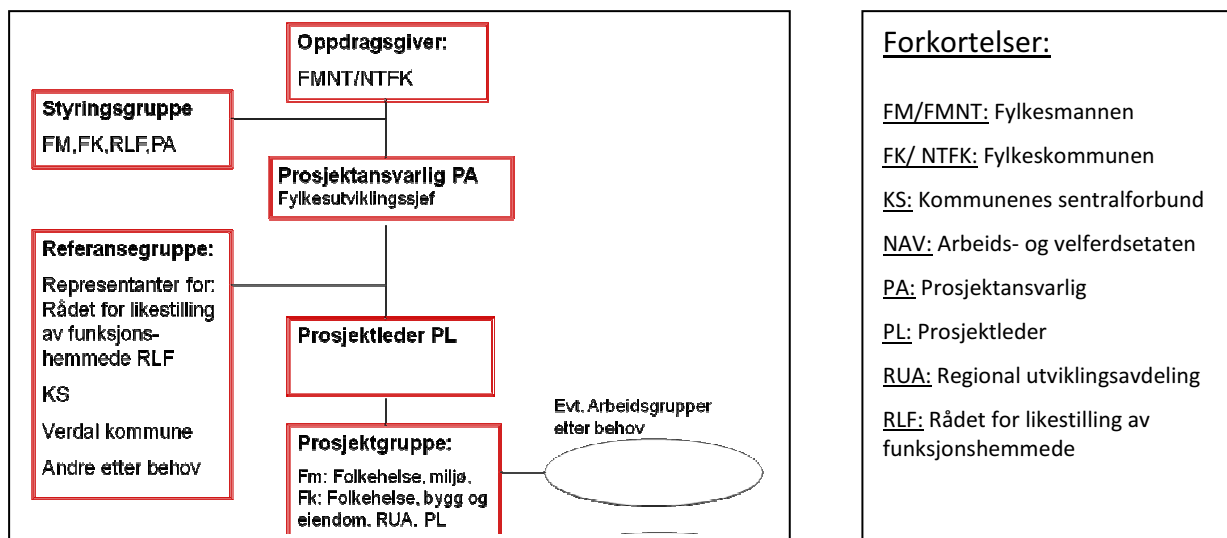 Oppdragsgiver:
FMNT/NTFK
Styringsgruppe
FM,FK,RLF,PA
Prosjektansvarlig PA
Fylkesutviklingssjef
Referansegruppe:
Representanter for:
Rådet for likestilling
av funksjons-
hemmede RLF
KS
Verdal kommune
Andre etter behov
Prosjektleder PL
Evt. Arbeidsgrupper
etter behov
Prosjektgruppe:
Fm: Folkehelse, miljø,
Fk: Folkehelse, bygg og
eiendom, RUA, PL
Forkortelser:
FM/FMNT: Fylkesmannen
FK/ NTFK: Fylkeskommunen
KS: Kommunenes sentralforbund
NAV: Arbeids- og velferdsetaten
PA: Prosjektansvarlig
PL: Prosjektleder
RUA: Regional utviklingsavdeling
RLF: Rådet for likestilling av
funksjonshemmede